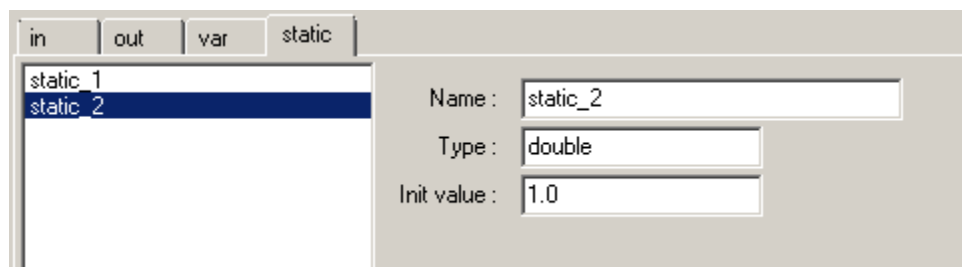 in out var static
static_1
static_2
Name : static_2
Type : double
Init value : 1.0